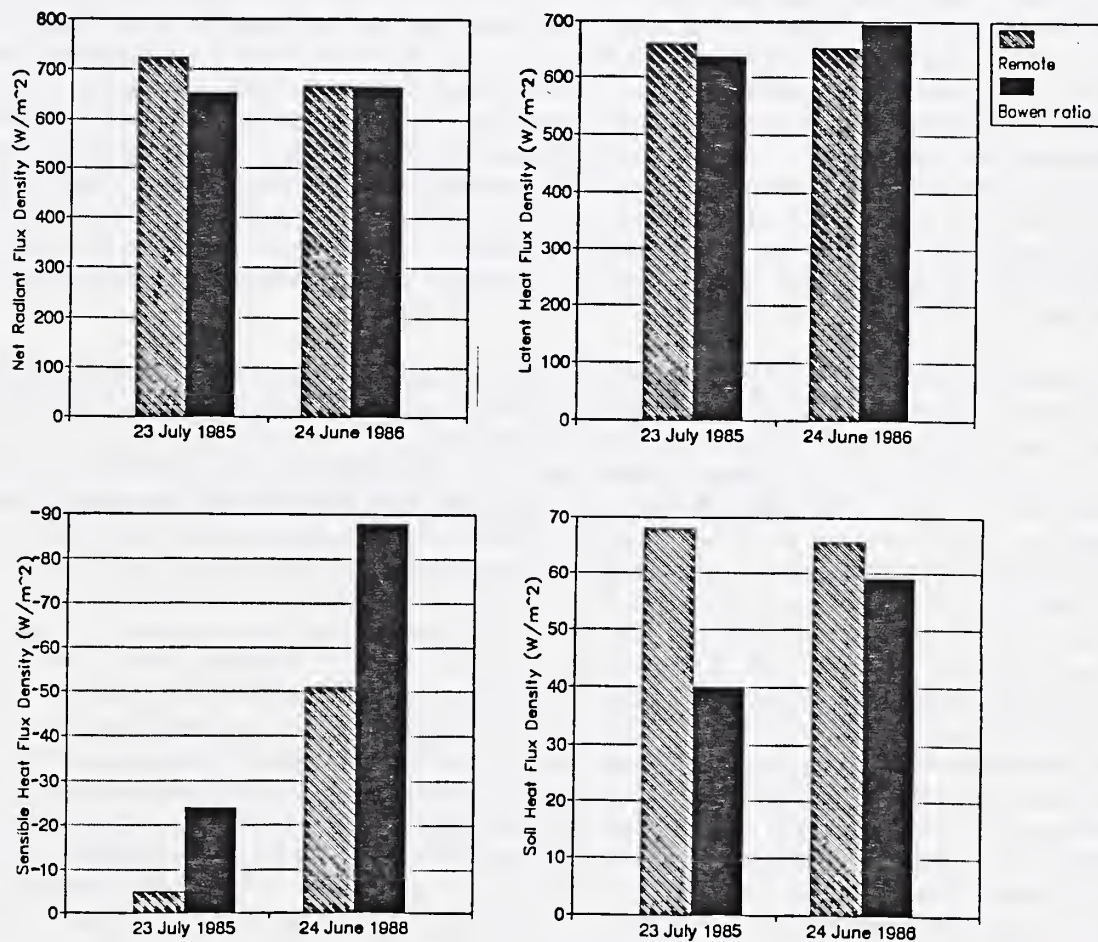 Net Radiant Flux Density (W/m^2)
800
700
600
500
400
300
200
100
0
23 July 1985
24 June 1986
Latent Heat Flux Density (W/m^2)
700
600
500
400
300
200
100
0
23 July 1985
24 June 1986
Remote
Bowen ratio
Sensible Heat Flux Density (W/m^2)
-90
-80
-70
-60
-50
-40
-30
-20
-10
0
23 July 1985
24 June 1988
Soil Heat Flux Density (W/m^2)
70
60
50
40
30
20
10
0
23 July 1985
24 June 1986